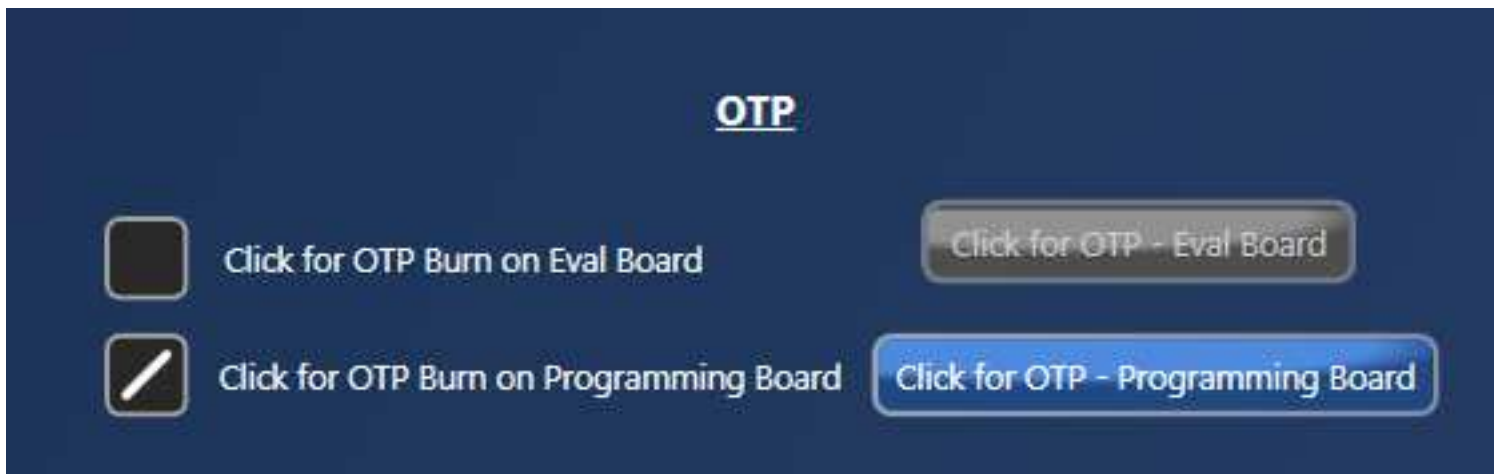 OTP
Click for OTP Burn on Eval Board
Click for OTP - Eval Board
Click for OTP Burn on Programming Board
Click for OTP - Programming Board